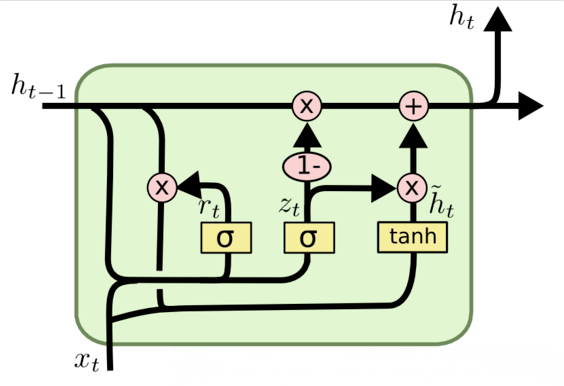 h_t
h_{t-1}
x
+
1-
x
r_t
z_t
x
h̃_t
σ
σ
tanh
x_t